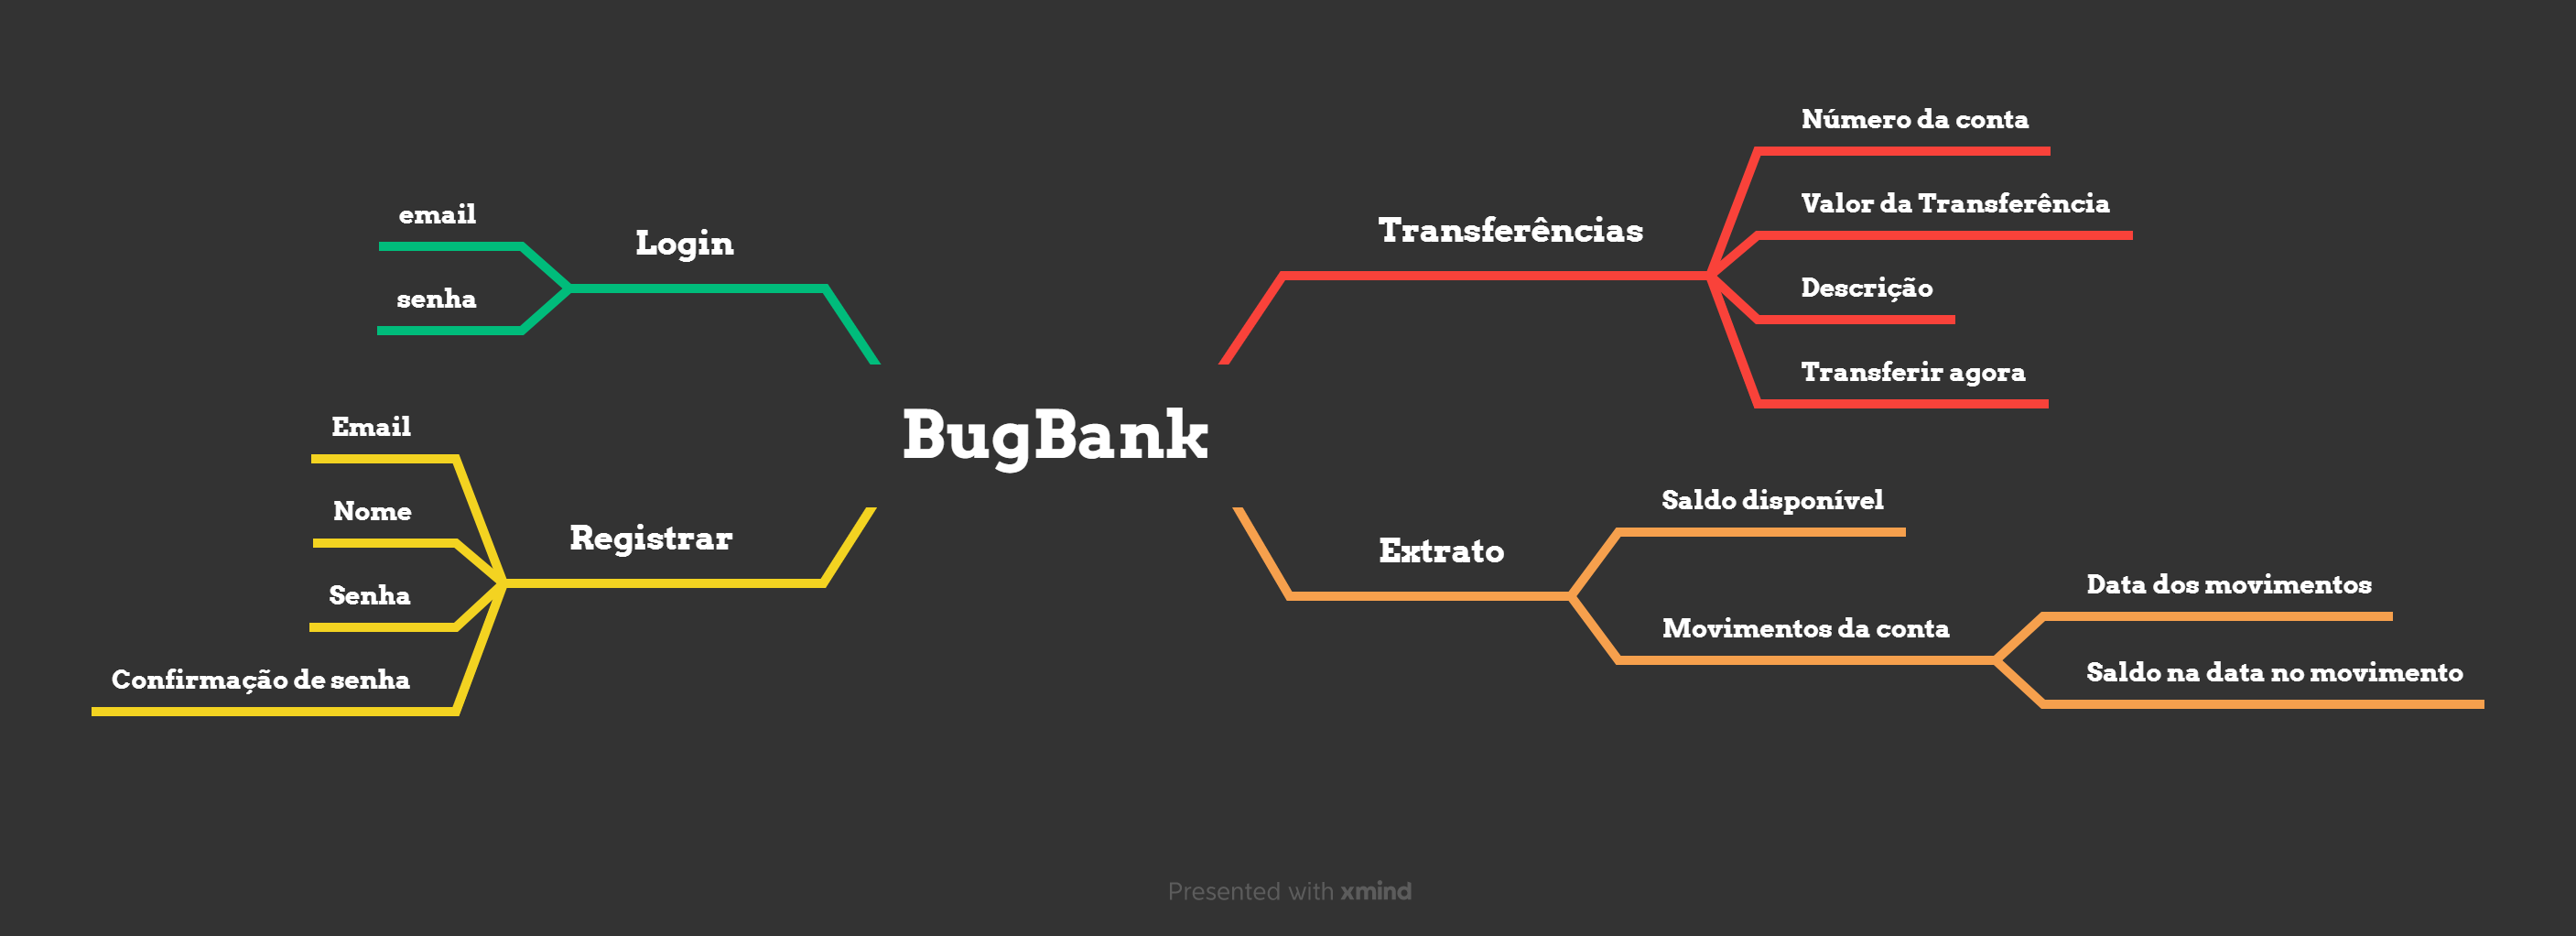 BugBank
Transferências
Número da conta
Valor da Transferência
Descrição
Transferir agora
Extrato
Saldo disponível
Movimentos da conta
Data dos movimentos
Saldo na data no movimento
Login
email
senha
Registrar
Email
Nome
Senha
Confirmação de senha
Presented with xmind